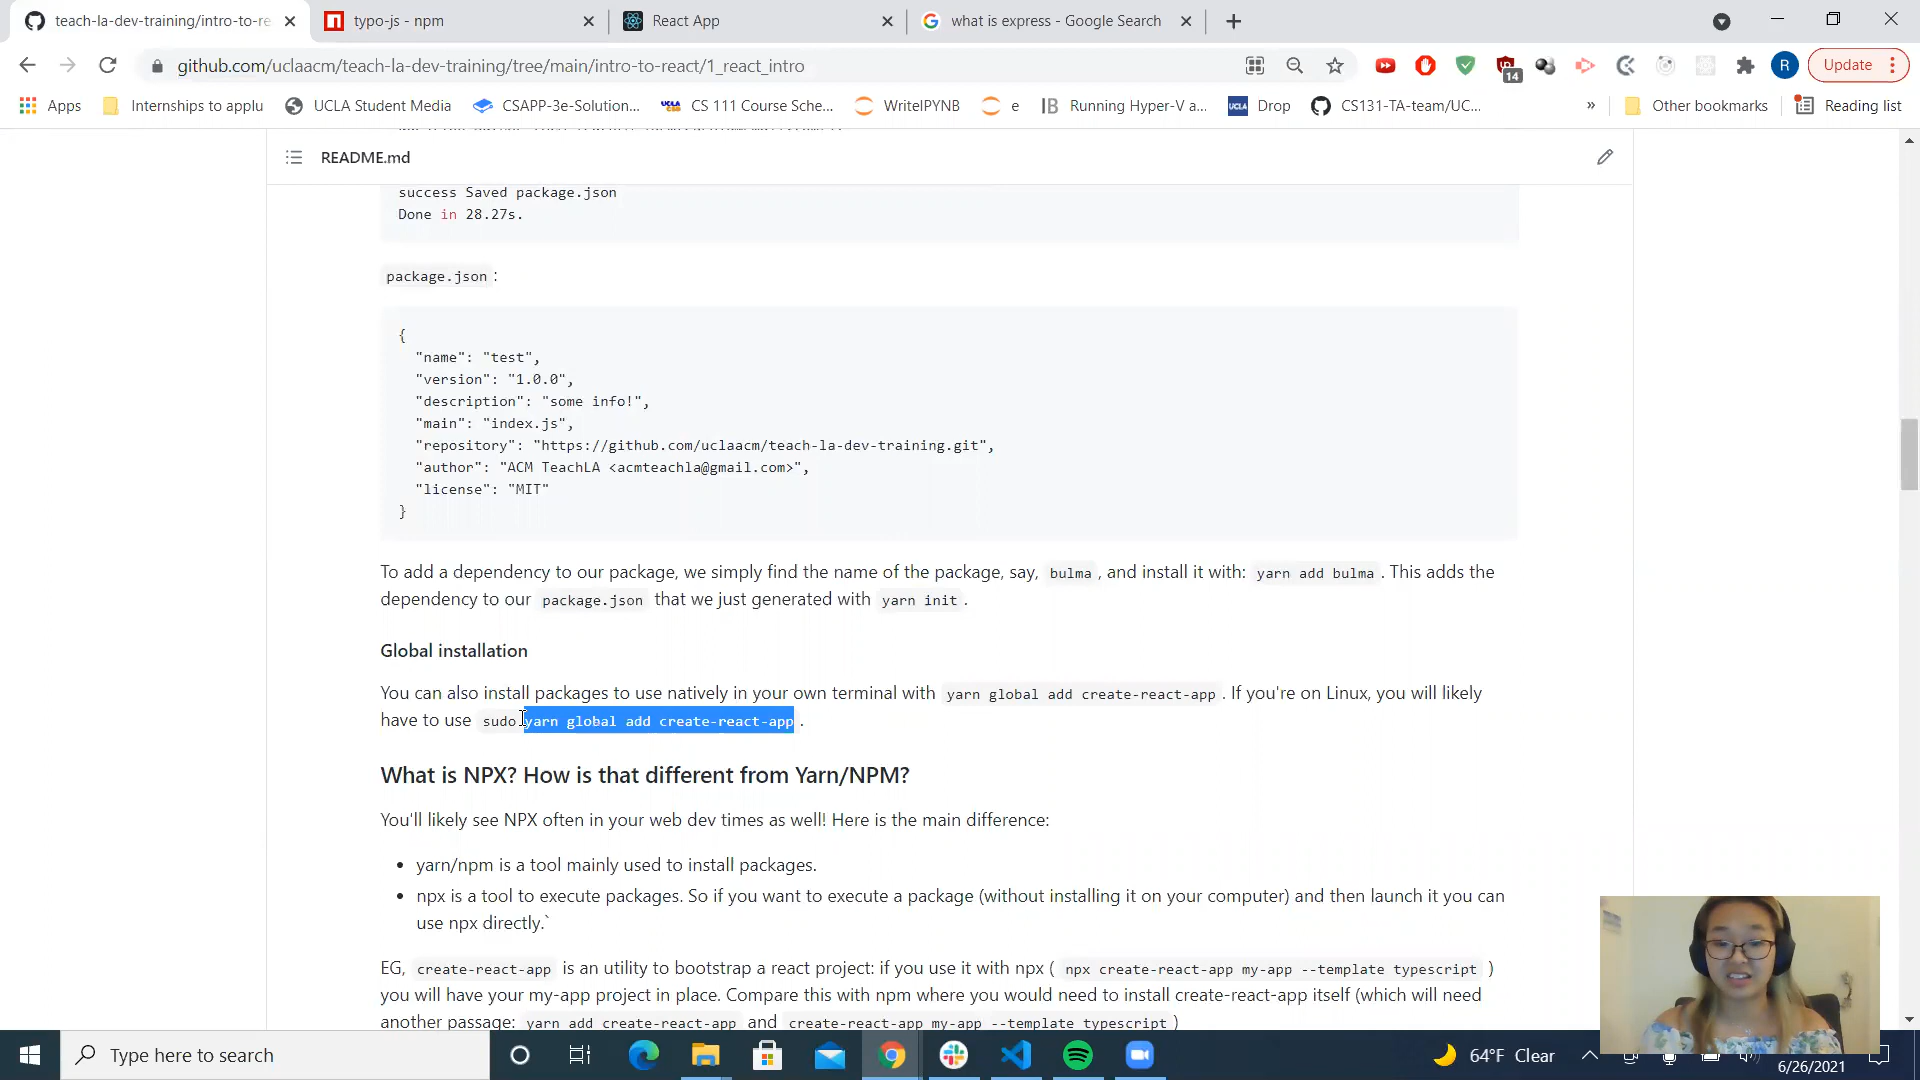 teach-la-dev-training/intro-to-re
typo-js - npm
React App
what is express - Google Search
github.com/uclaacm/teach-la-dev-training/tree/main/intro-to-react/1_react_intro
14
R
Update
Apps
Internships to applu
UCLA Student Media
CSAPP-3e-Solution...
CS 111 Course Sche...
WriteIPYNB
e
Running Hyper-V a...
Drop
CS131-TA-team/UC...
»
Other bookmarks
Reading list
README.md
success Saved package.json
Done in 28.27s.
package.json:
{
"name": "test",
"version": "1.0.0",
"description": "some info!",
"main": "index.js",
"repository": "https://github.com/uclaacm/teach-la-dev-training.git",
"author": "ACM TeachLA <acmteachla@gmail.com>",
"license": "MIT"
}
To add a dependency to our package, we simply find the name of the package, say, bulma, and install it with: yarn add bulma. This adds the
dependency to our package.json that we just generated with yarn init.
Global installation
You can also install packages to use natively in your own terminal with yarn global add create-react-app. If you're on Linux, you will likely
have to use sudo yarn global add create-react-app.
What is NPX? How is that different from Yarn/NPM?
You'll likely see NPX often in your web dev times as well! Here is the main difference:
• yarn/npm is a tool mainly used to install packages.
• npx is a tool to execute packages. So if you want to execute a package (without installing it on your computer) and then launch it you can
use npx directly.`
EG, create-react-app is an utility to bootstrap a react project: if you use it with npx ( npx create-react-app my-app --template typescript )
you will have your my-app project in place. Compare this with npm where you would need to install create-react-app itself (which will need
another passage: yarn add create-react-app and create-react-app my-app --template typescript )
Type here to search
64°F Clear
6/26/2021